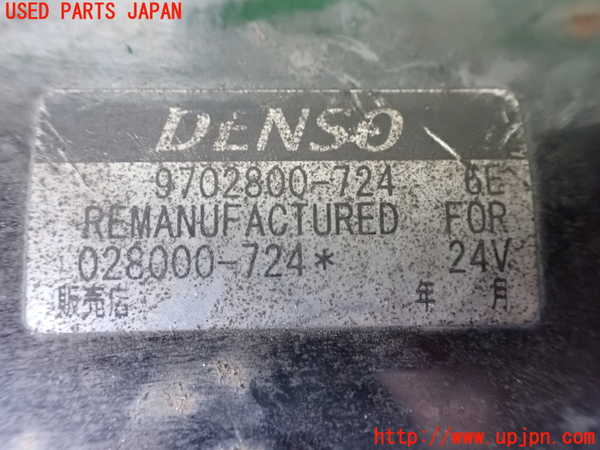 USED PARTS JAPAN
DENSO
9702800-724 6E
REMANUFACTURED FOR
028000-724* 24V
販売店 年 月
http://www.upjpn.com